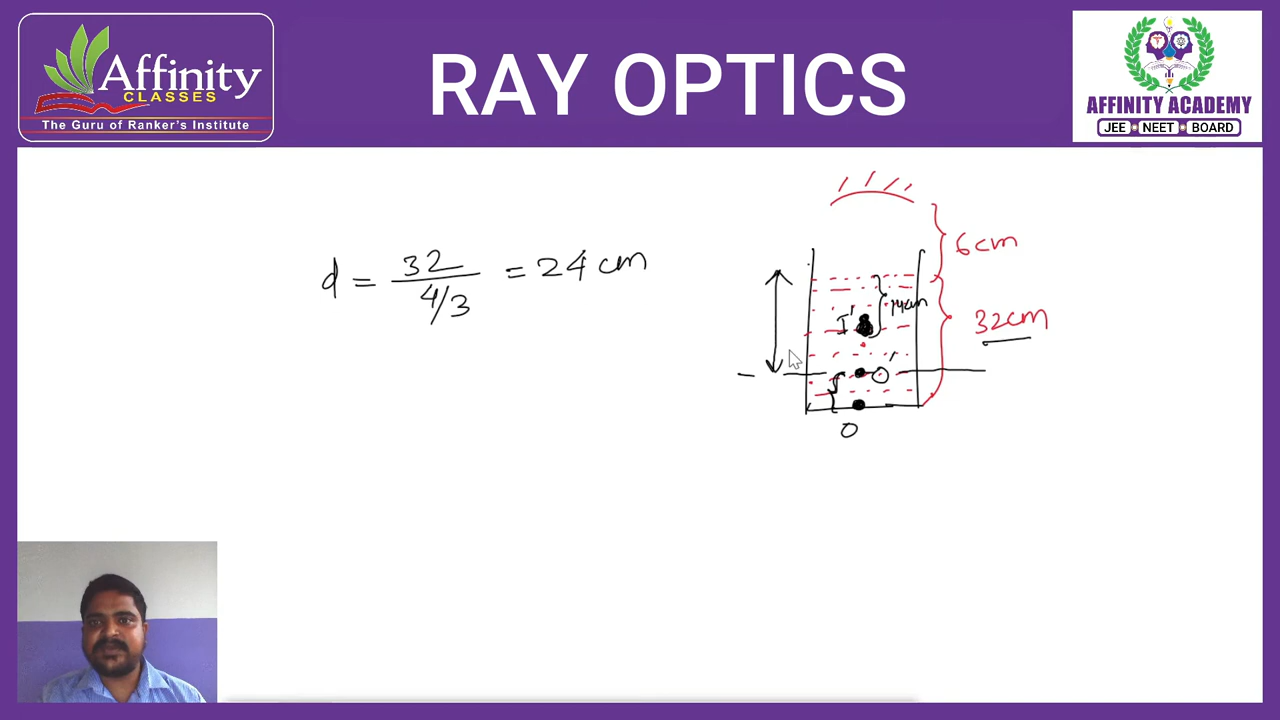 Affinity
CLASSES
The Guru of Ranker's Institute
RAY OPTICS
AFFINITY ACADEMY
JEE NEET BOARD
d = 32 / 4/3 = 24 cm
6cm
14cm
I'
32cm
O'
O